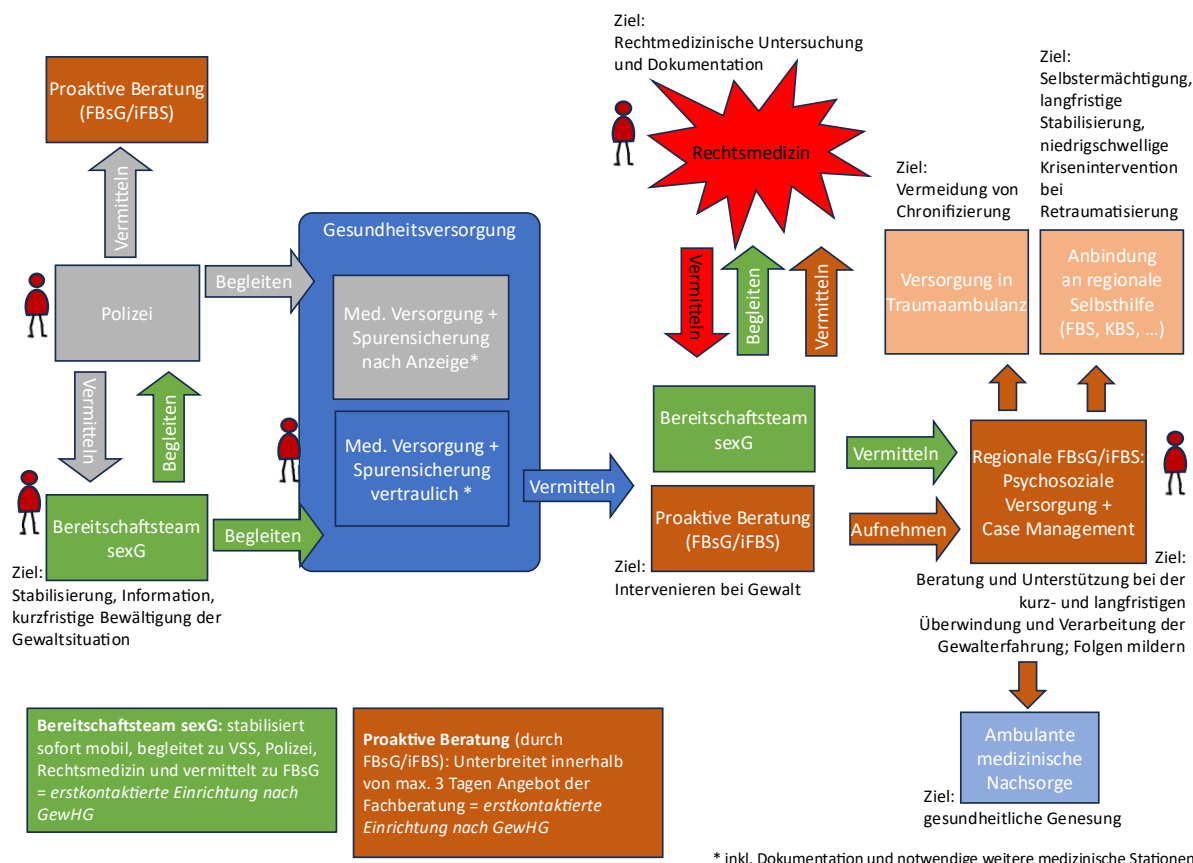 Ziel:
Rechtmedizinische Untersuchung
und Dokumentation
Ziel:
Selbstermächtigung,
langfristige
Stabilisierung,
niedrigschwellige
Krisenintervention
bei
Retraumatisierung
Proaktive Beratung
(FBsG/iFBS)
Rechtsmedizin
Ziel:
Vermeidung von
Chronifizierung
Vermitteln
Gesundheitsversorgung
Polizei
Begleiten
Med. Versorgung +
Spurensicherung
nach Anzeige*
Vermitteln
Begleiten
Vermitteln
Versorgung in
Traumaambulanz
Anbindung
an regionale
Selbsthilfe
(FBS, KBS, ...)
Vermitteln
Begleiten
Med. Versorgung +
Spurensicherung
vertraulich *
Vermitteln
Bereitschaftsteam
sexG
Vermitteln
Regionale FBsG/iFBS:
Psychosoziale
Versorgung +
Case Management
Bereitschaftsteam
sexG
Begleiten
Proaktive Beratung
(FBsG/iFBS)
Aufnehmen
Ziel:
Stabilisierung, Information,
kurzfristige Bewältigung der
Gewaltsituation
Ziel:
Intervenieren bei Gewalt
Ziel:
Beratung und Unterstützung bei der
kurz- und langfristigen
Überwindung und Verarbeitung der
Gewalterfahrung; Folgen mildern
Bereitschaftsteam sexG: stabilisiert
sofort mobil, begleitet zu VSS, Polizei,
Rechtsmedizin und vermittelt zu FBsG
= erstkontaktierte Einrichtung nach
GewHG
Proaktive Beratung (durch
FBsG/iFBS): Unterbreitet innerhalb
von max. 3 Tagen Angebot der
Fachberatung = erstkontaktierte
Einrichtung nach GewHG
Ambulante
medizinische
Nachsorge
Ziel:
gesundheitliche Genesung
* inkl. Dokumentation und notwendige weitere medizinische Stationen